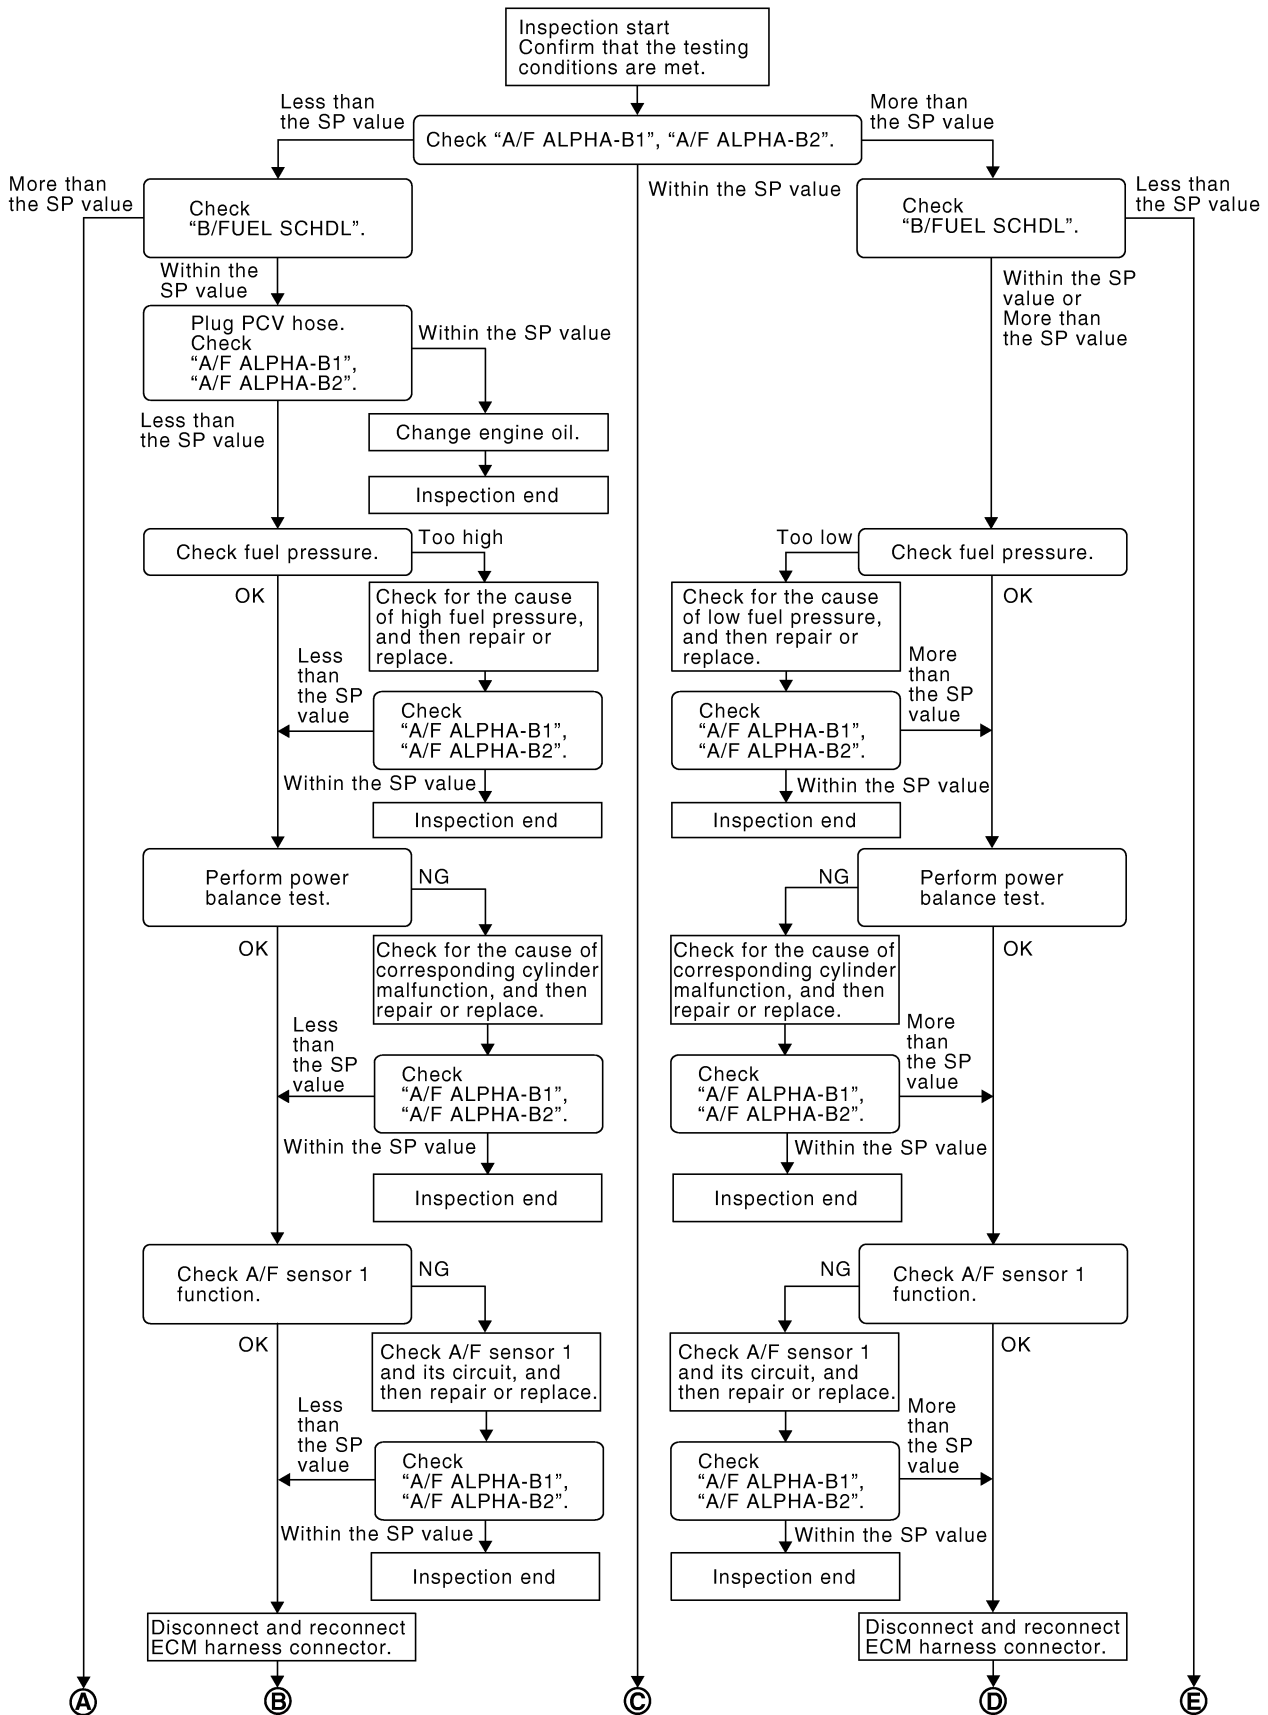 Inspection start
Confirm that the testing
conditions are met.
Less than
the SP value
More than
the SP value
Check “A/F ALPHA-B1”, “A/F ALPHA-B2”.
More than
the SP value
Within the SP value
Less than
the SP value
Check
“B/FUEL SCHDL”.
Check
“B/FUEL SCHDL”.
Within the
SP value
Within the SP
value or
More than
the SP value
Plug PCV hose.
Check
“A/F ALPHA-B1”,
“A/F ALPHA-B2”.
Within the SP value
Less than
the SP value
Change engine oil.
Inspection end
Check fuel pressure.
Too high
Too low
Check fuel pressure.
OK
Check for the cause
of high fuel pressure,
and then repair or
replace.
Check for the cause
of low fuel pressure,
and then repair or
replace.
OK
Less
than
the SP
value
More
than
the SP
value
Check
“A/F ALPHA-B1”,
“A/F ALPHA-B2”.
Check
“A/F ALPHA-B1”,
“A/F ALPHA-B2”.
Within the SP value
Within the SP value
Inspection end
Inspection end
Perform power
balance test.
NG
NG
Perform power
balance test.
OK
Check for the cause of
corresponding cylinder
malfunction, and then
repair or replace.
Check for the cause of
corresponding cylinder
malfunction, and then
repair or replace.
OK
Less
than
the SP
value
More
than
the SP
value
Check
“A/F ALPHA-B1”,
“A/F ALPHA-B2”.
Check
“A/F ALPHA-B1”,
“A/F ALPHA-B2”.
Within the SP value
Within the SP value
Inspection end
Inspection end
Check A/F sensor 1
function.
NG
NG
Check A/F sensor 1
function.
OK
Check A/F sensor 1
and its circuit, and
then repair or replace.
Check A/F sensor 1
and its circuit, and
then repair or replace.
OK
Less
than
the SP
value
More
than
the SP
value
Check
“A/F ALPHA-B1”,
“A/F ALPHA-B2”.
Check
“A/F ALPHA-B1”,
“A/F ALPHA-B2”.
Within the SP value
Within the SP value
Inspection end
Inspection end
Disconnect and reconnect
ECM harness connector.
Disconnect and reconnect
ECM harness connector.
A
B
C
D
E